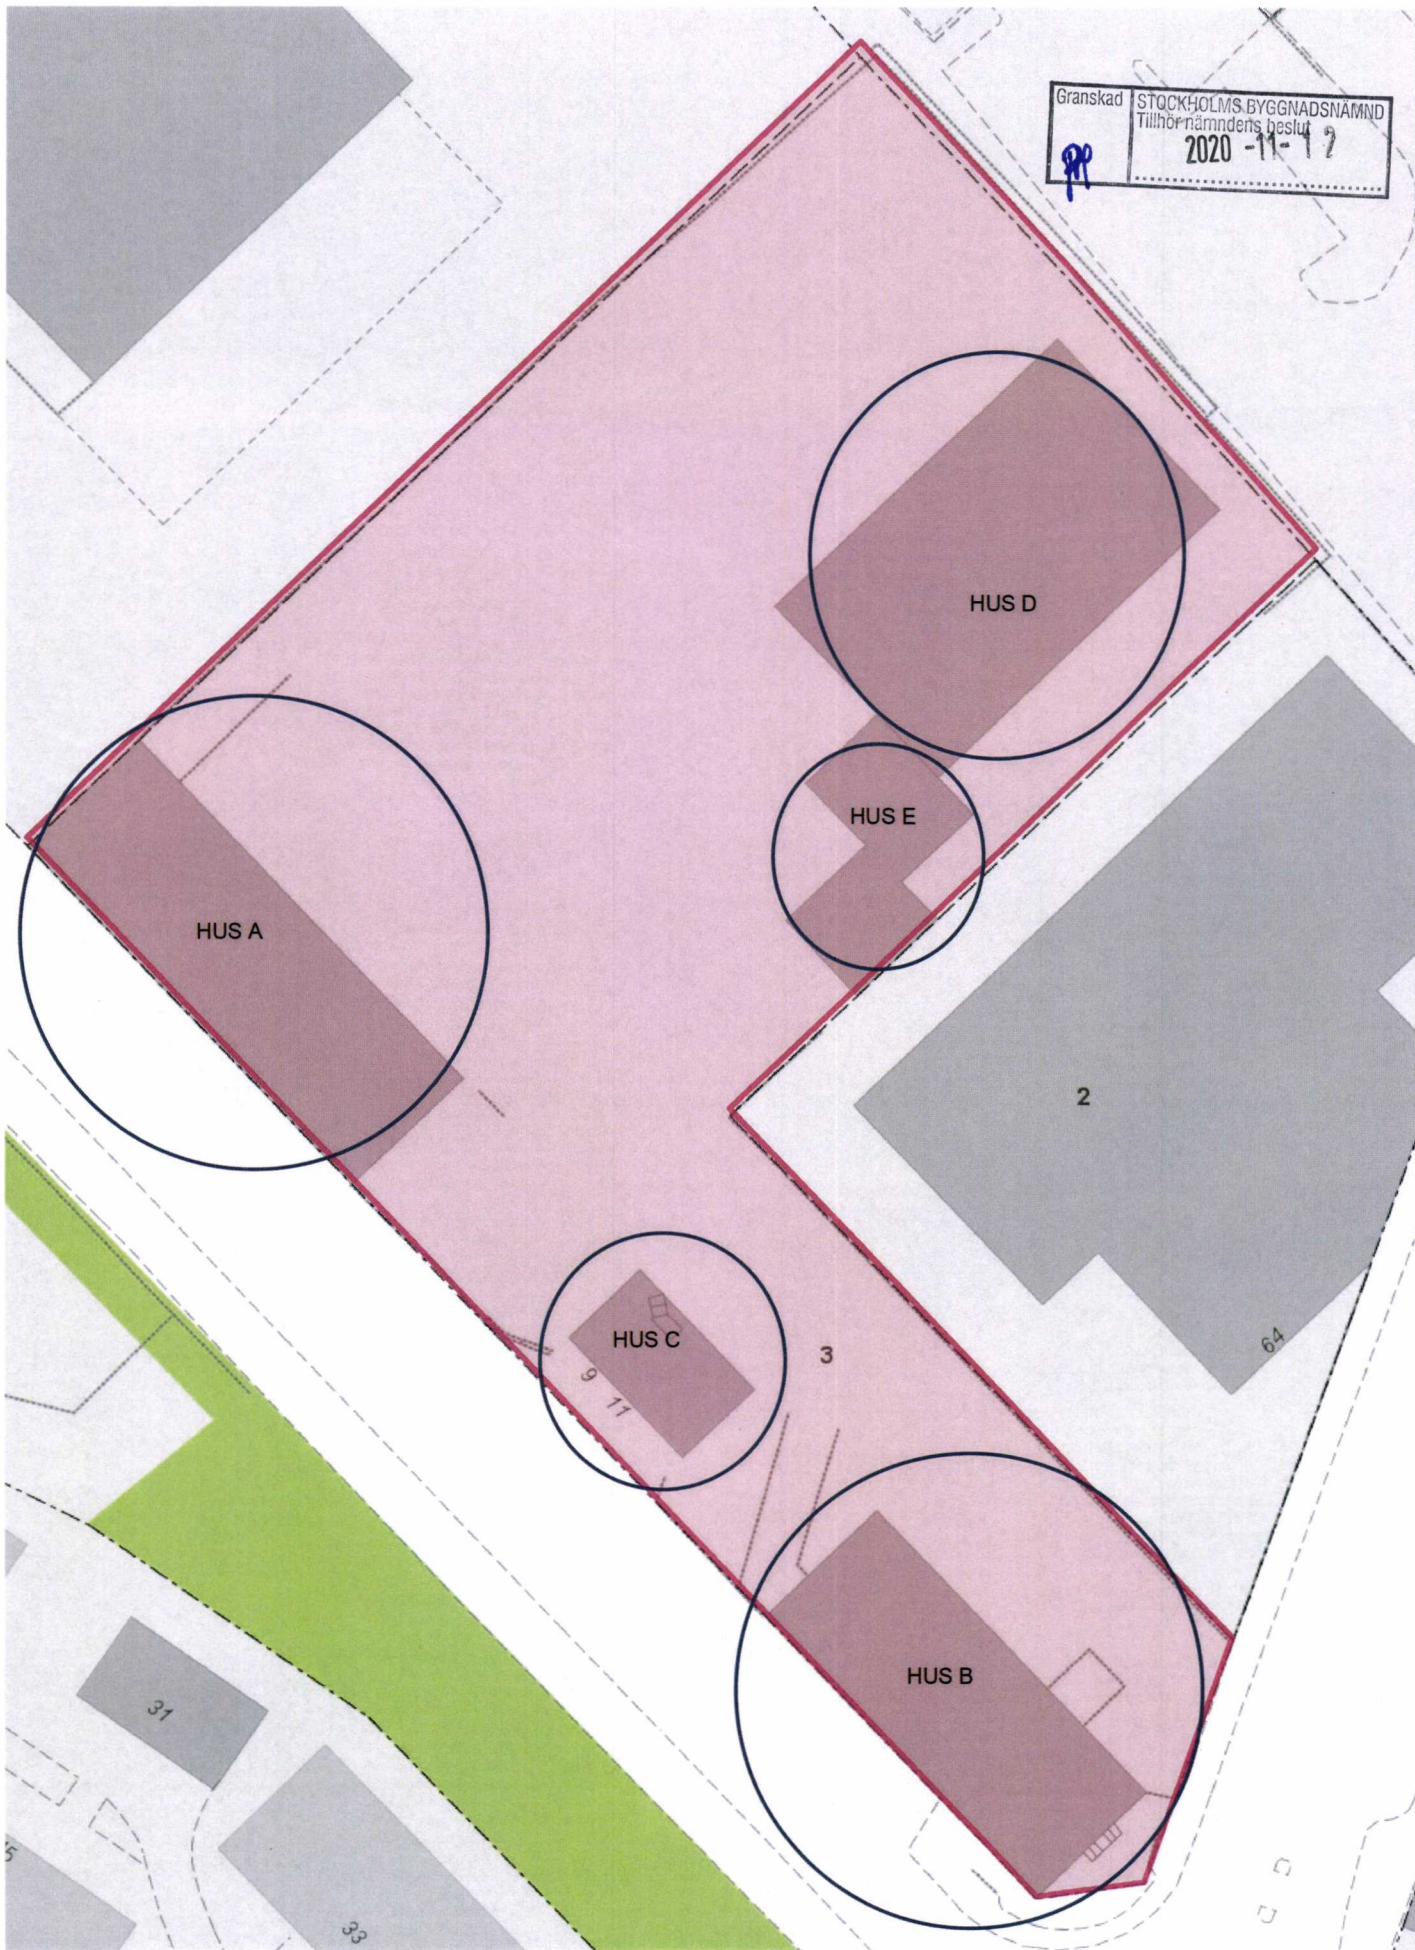 Granskad
STOCKHOLMS BYGGNADSNÄMND
Tillhör nämndens beslut
2020 -11- 12
HUS D
HUS E
HUS A
2
HUS C
3
64
9
11
HUS B
31
33